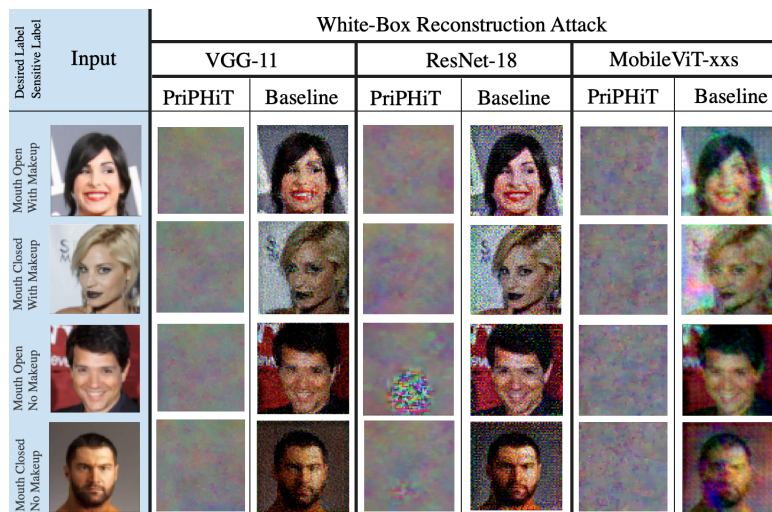 White-Box Reconstruction Attack
Desired Label
Sensitive Label
Input
VGG-11
ResNet-18
MobileViT-xxs
PriPHiT
Baseline
PriPHiT
Baseline
PriPHiT
Baseline
Mouth Open
With Makeup
Mouth Closed
With Makeup
Mouth Open
No Makeup
Mouth Closed
No Makeup